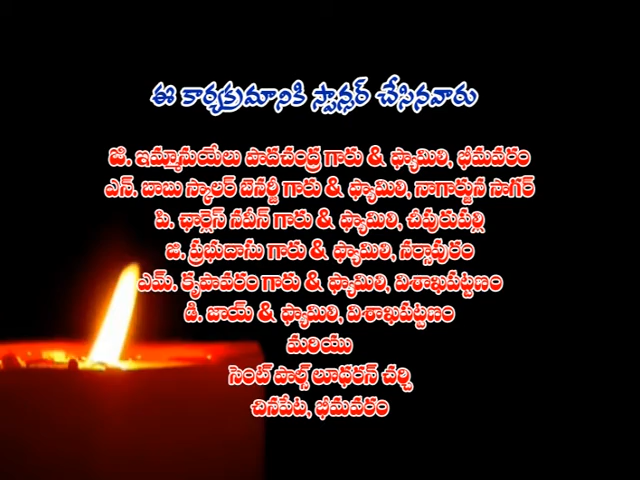 ఈ కార్యక్రమానికి స్పాన్సర్ చేసినవారు
జి. ఇమ్మానుయేలు పాదచంద్ర గారు & ఫ్యామిలి, భీమవరం
ఎన్. బాబు స్కాలర్ బెనర్జీ గారు & ఫ్యామిలి, నాగార్జున సాగర్
పి. ఛార్లెస్ నవీన్ గారు & ఫ్యామిలి, చీపురుపల్లి
జి. ప్రభుదాసు గారు & ఫ్యామిలి, నర్సాపురం
ఎమ్. కృపావరం గారు & ఫ్యామిలి, విశాఖపట్టణం
డి. జాయ్ & ఫ్యామిలి, విశాఖపట్టణం
మరియు
సెంట్ పాల్స్ లూథరన్ చర్చి
చినపేట, భీమవరం